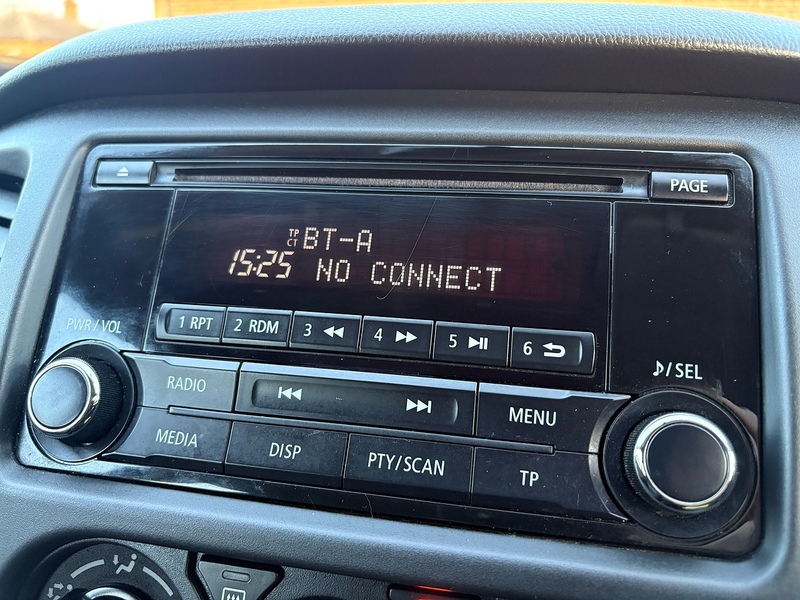 PAGE
TP
CT BT-A
15:25 NO CONNECT
PWR/VOL
1 RPT 2 RDM 3 4 5 6
♪/SEL
RADIO
MENU
MEDIA DISP PTY/SCAN TP